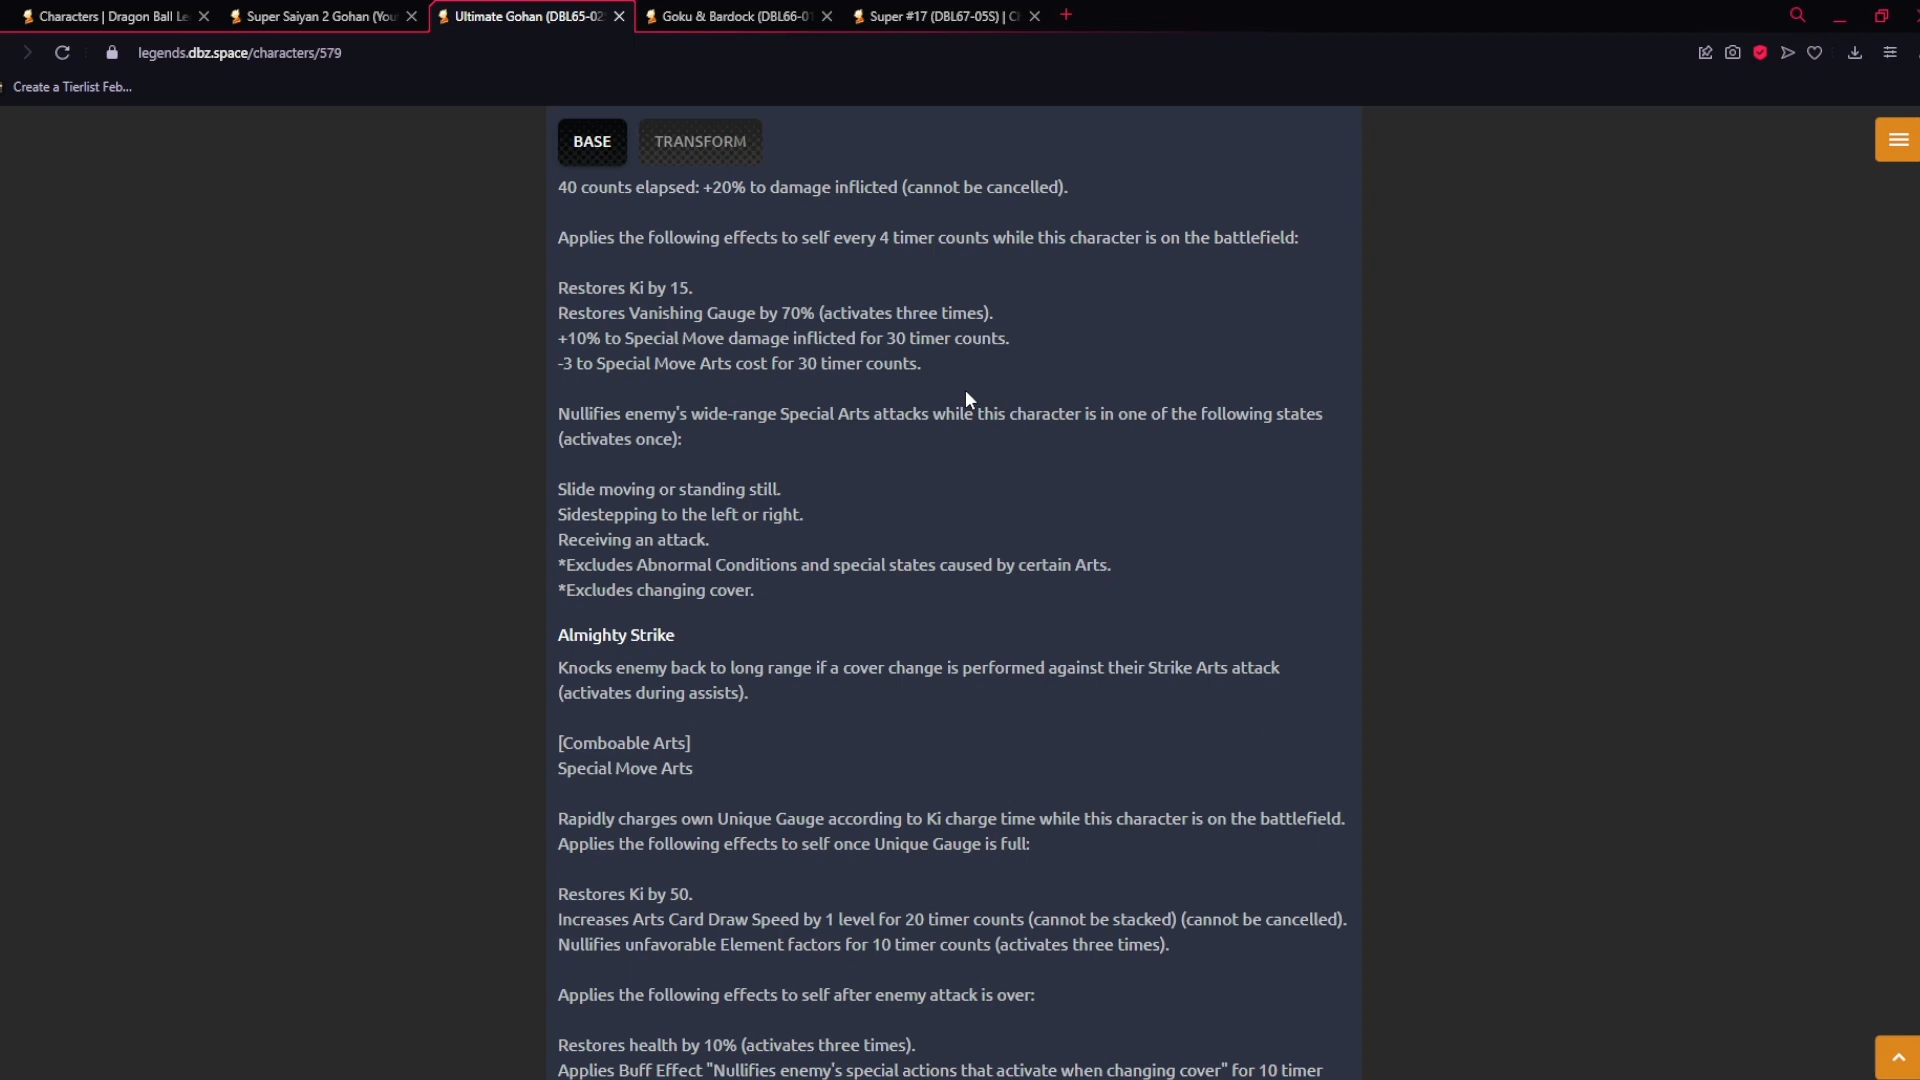 Characters | Dragon Ball Le
Super Saiyan 2 Gohan (You
Ultimate Gohan (DBL65-02
Goku & Bardock (DBL66-01
Super #17 (DBL67-05S) | C
legends.dbz.space/characters/579
Create a Tierlist Feb...
BASE
TRANSFORM
40 counts elapsed: +20% to damage inflicted (cannot be cancelled).
Applies the following effects to self every 4 timer counts while this character is on the battlefield:
Restores Ki by 15.
Restores Vanishing Gauge by 70% (activates three times).
+10% to Special Move damage inflicted for 30 timer counts.
-3 to Special Move Arts cost for 30 timer counts.
Nullifies enemy's wide-range Special Arts attacks while this character is in one of the following states
(activates once):
Slide moving or standing still.
Sidestepping to the left or right.
Receiving an attack.
*Excludes Abnormal Conditions and special states caused by certain Arts.
*Excludes changing cover.
Almighty Strike
Knocks enemy back to long range if a cover change is performed against their Strike Arts attack
(activates during assists).
[Comboable Arts]
Special Move Arts
Rapidly charges own Unique Gauge according to Ki charge time while this character is on the battlefield.
Applies the following effects to self once Unique Gauge is full:
Restores Ki by 50.
Increases Arts Card Draw Speed by 1 level for 20 timer counts (cannot be stacked) (cannot be cancelled).
Nullifies unfavorable Element factors for 10 timer counts (activates three times).
Applies the following effects to self after enemy attack is over:
Restores health by 10% (activates three times).
Applies Buff Effect "Nullifies enemy's special actions that activate when changing cover" for 10 timer